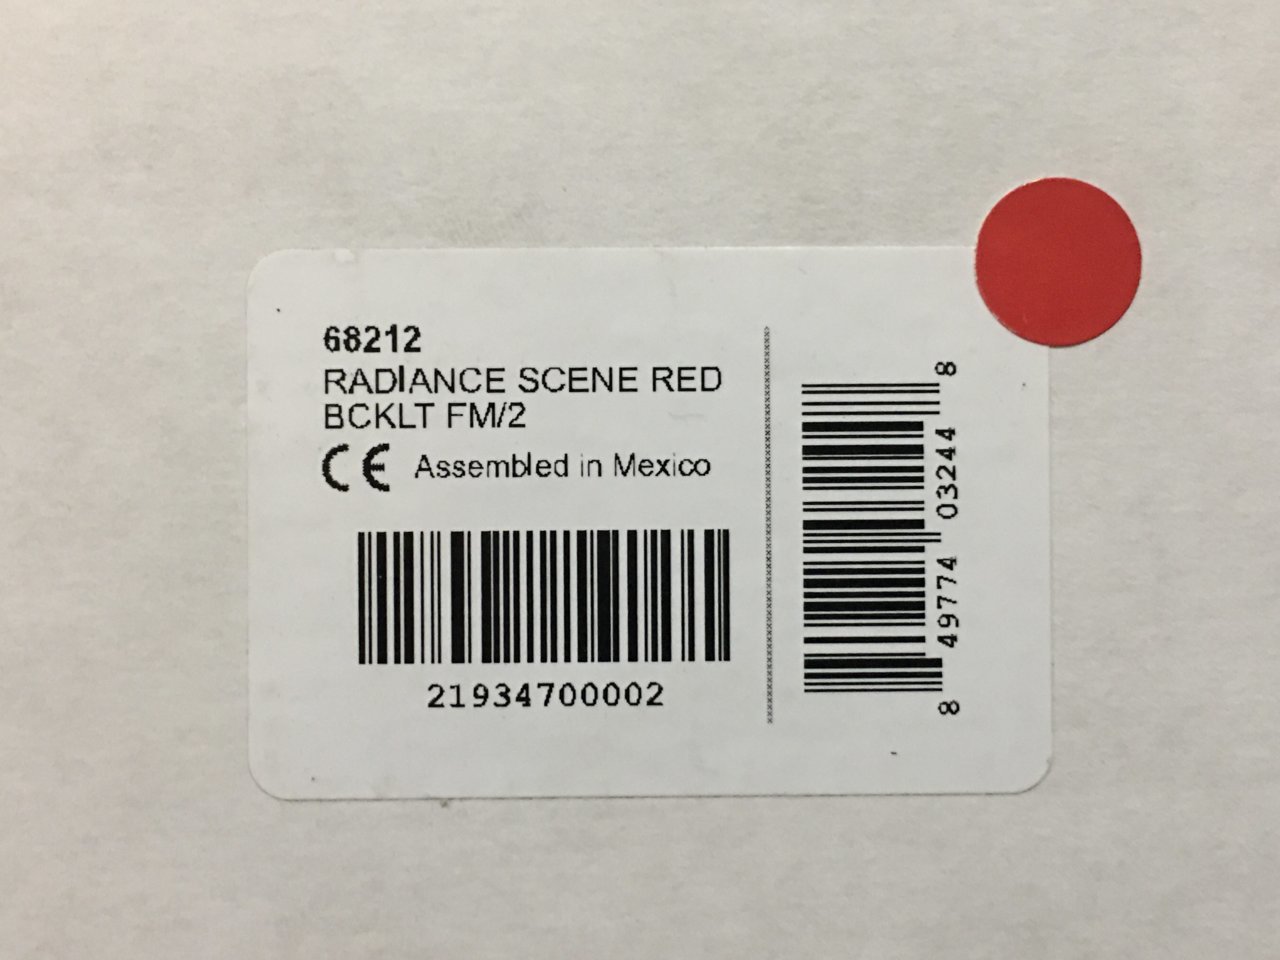 68212
RADIANCE SCENE RED
BCKLT FM/2
CE Assembled in Mexico
21934700002
8 49774 03244 8